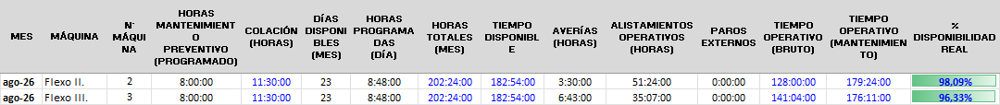 MES MÁQUINA N° MÁQUINA HORAS MANTENIMIENTO PREVENTIVO (PROGRAMADO) COLACIÓN (HORAS) DÍAS DISPONIBLES (MES) HORAS PROGRAMADAS (DÍA) HORAS TOTALES (MES) TIEMPO DISPONIBLE AVERÍAS (HORAS) ALISTAMIENTOS OPERATIVOS (HORAS) PAROS EXTERNOS TIEMPO OPERATIVO (BRUTO) TIEMPO OPERATIVO (MANTENIMIENTO) % DISPONIBILIDAD REAL
ago-26 Flexo II. 2 8:00:00 11:30:00 23 8:48:00 202:24:00 182:54:00 3:30:00 51:24:00 0:00:00 128:00:00 179:24:00 98,09%
ago-26 Flexo III. 3 8:00:00 11:30:00 23 8:48:00 202:24:00 182:54:00 6:43:00 35:07:00 0:00:00 141:04:00 176:11:00 96,33%